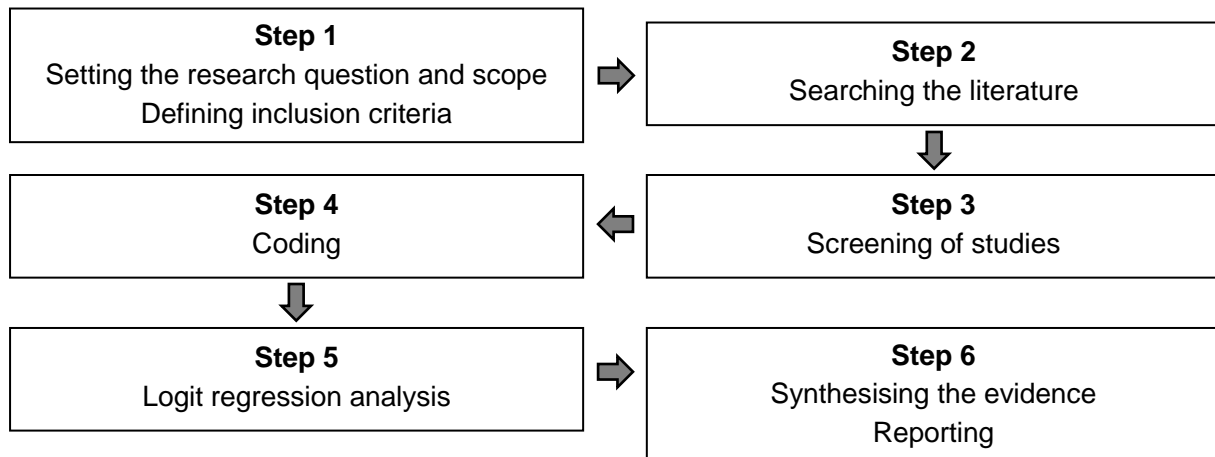 Step 1
Setting the research question and scope
Defining inclusion criteria
Step 2
Searching the literature
Step 3
Screening of studies
Step 4
Coding
Step 5
Logit regression analysis
Step 6
Synthesising the evidence
Reporting